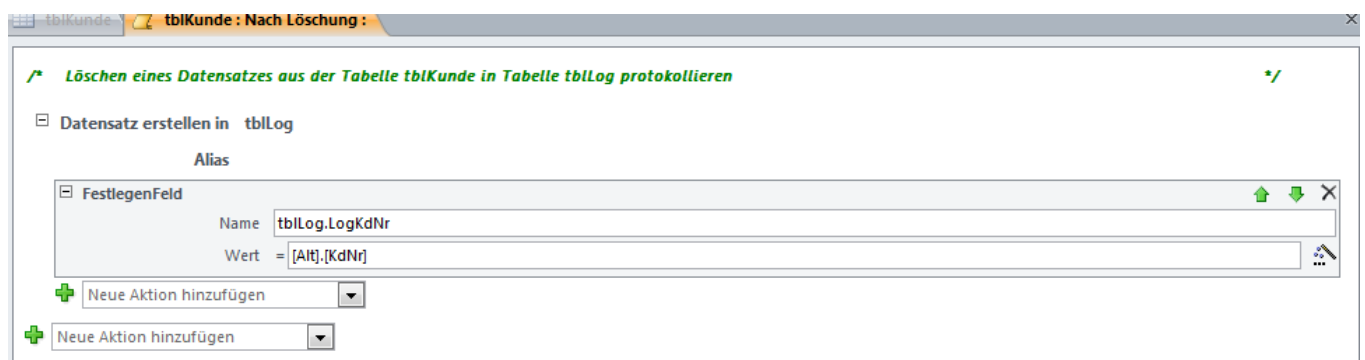 tblKunde tblKunde : Nach Löschung :
/* Löschen eines Datensatzes aus der Tabelle tblKunde in Tabelle tblLog protokollieren */
Datensatz erstellen in tblLog
Alias
FestlegenFeld
Name tblLog.LogKdNr
Wert = [Alt].[KdNr]
Neue Aktion hinzufügen
Neue Aktion hinzufügen